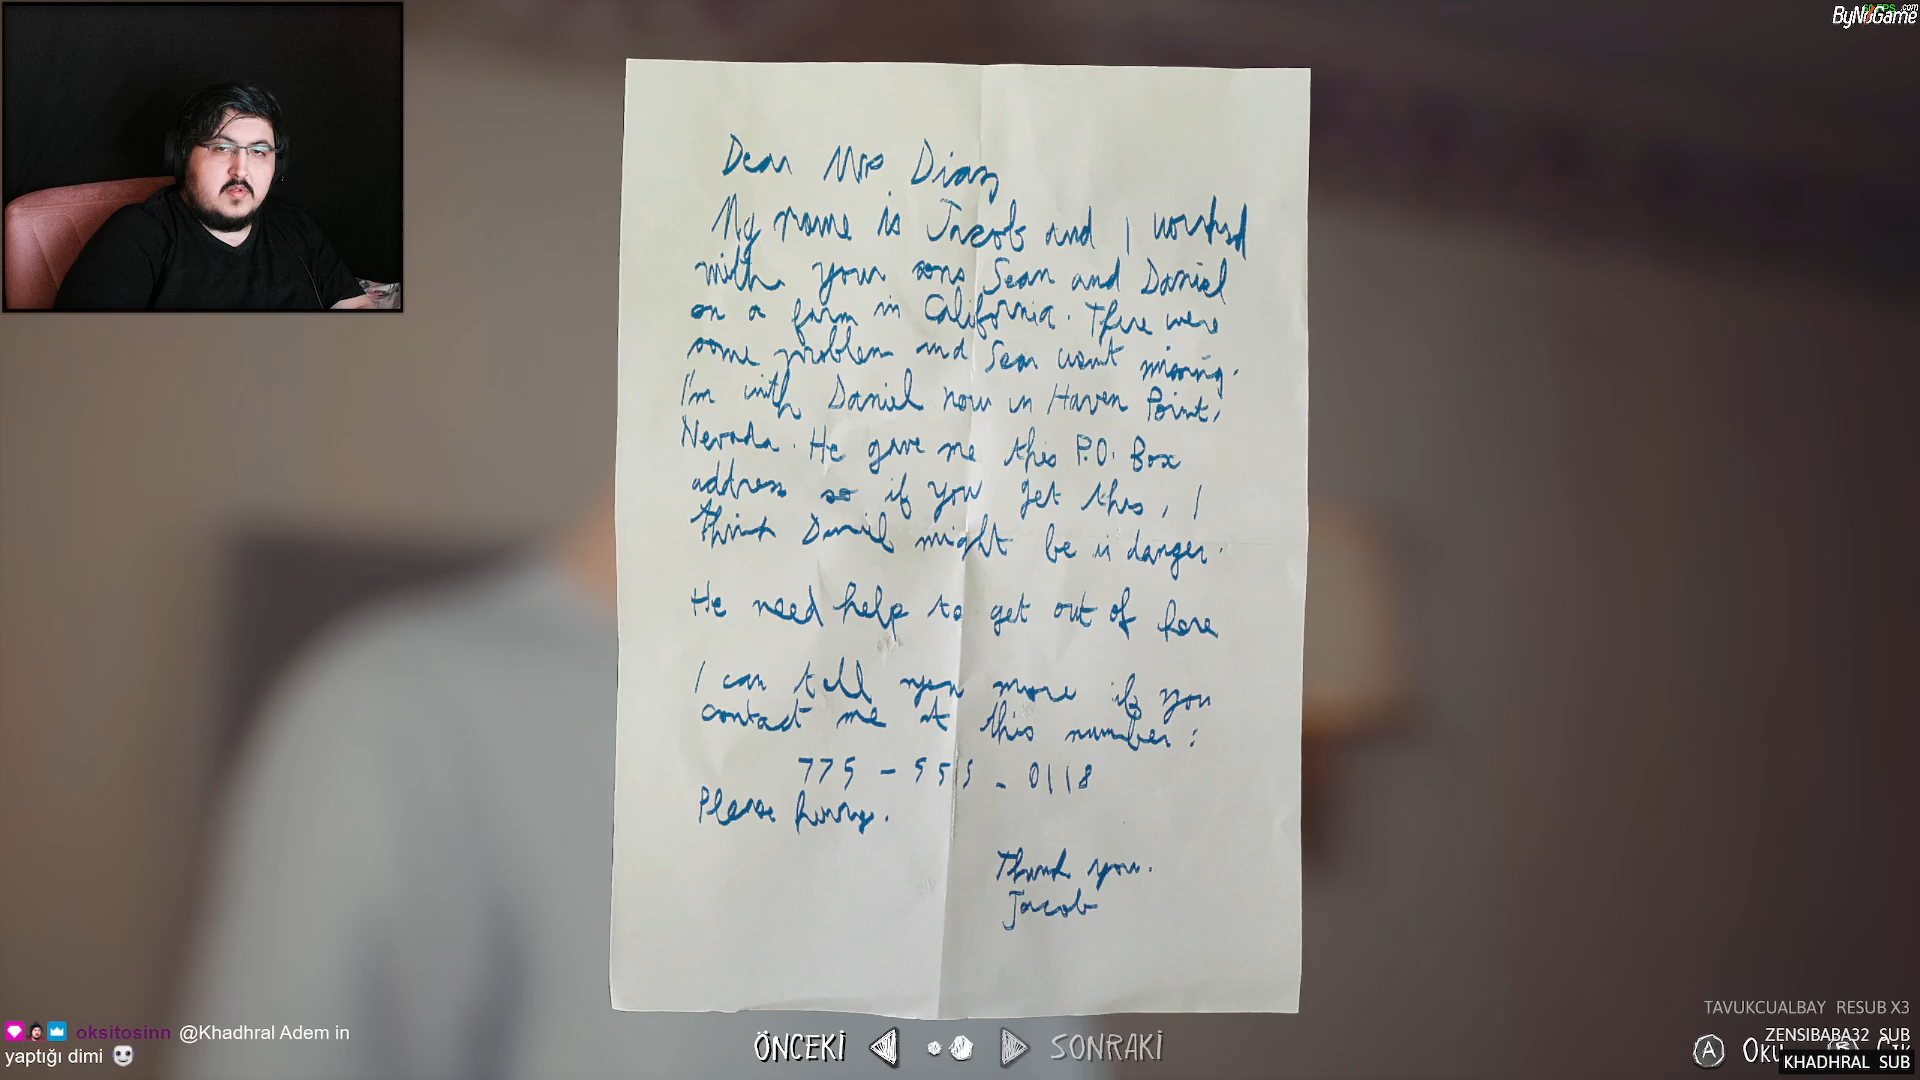 ByNoGame
.com
Dear Mr Diaz
My name is Jacob and I worked
with your sons Sean and Daniel
on a farm in California. There were
some problem and Sean went missing.
I'm with Daniel now in Haven Point,
Nevada. He gave me this P.O. Box
address so if you get this, I
think Daniel might be in danger.
He need help to get out of here
I can tell you more if you
contact me at this number:
775 - 555 - 0118
Please hurry.
Thank you.
Jacob
oksitosinn @Khadhral Adem in
yaptığı dimi
ÖNCEKİ
SONRAKİ
TAVUKCUALBAY RESUB X3
ZENSIBABA32 SUB
KHADHRAL SUB
A